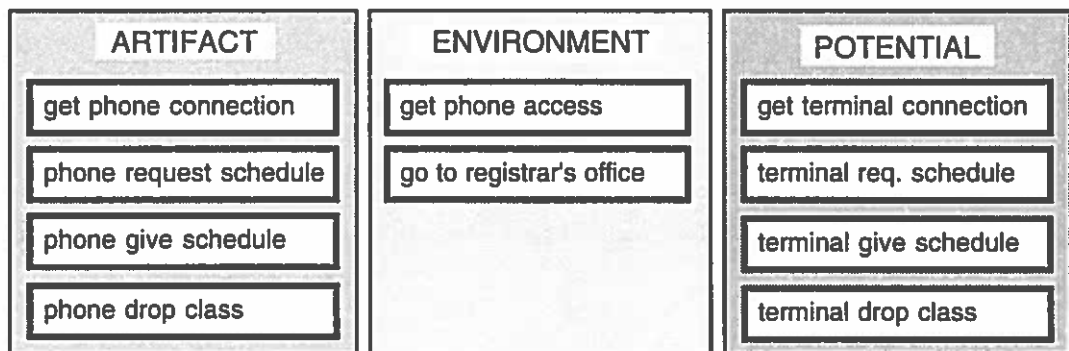 ARTIFACT
get phone connection
phone request schedule
phone give schedule
phone drop class
ENVIRONMENT
get phone access
go to registrar's office
POTENTIAL
get terminal connection
terminal req. schedule
terminal give schedule
terminal drop class